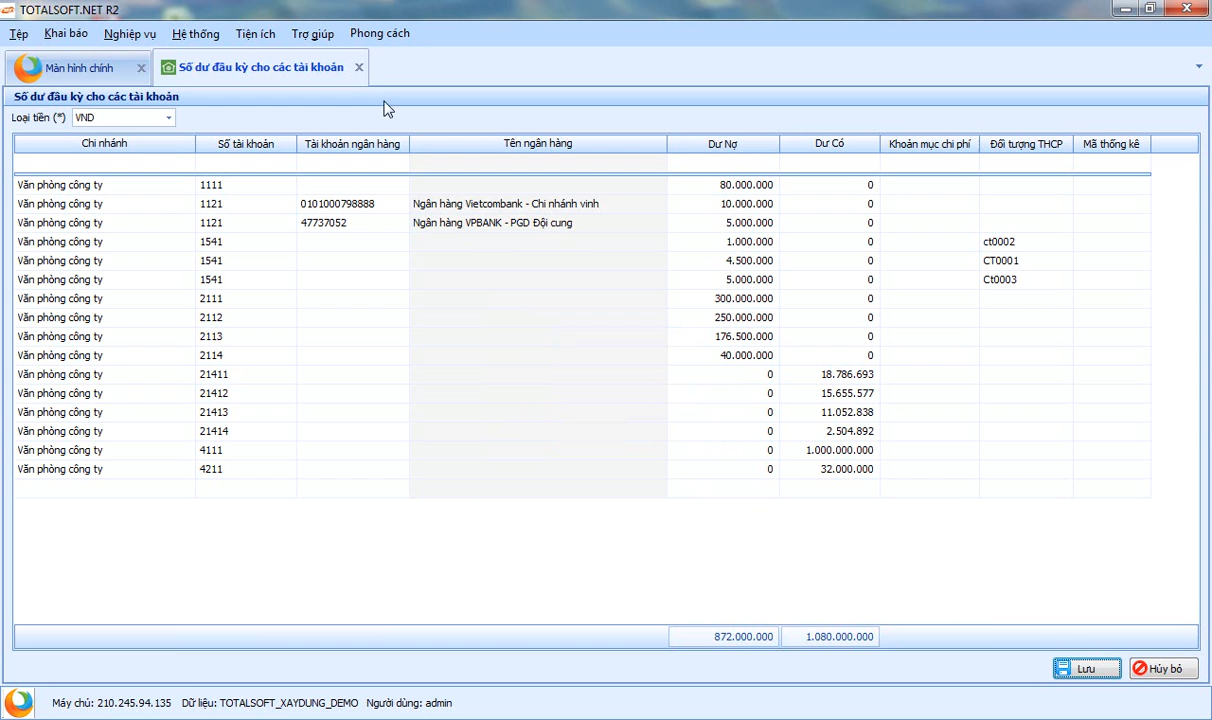 TOTALSOFT.NET R2
Tệp Khai báo Nghiệp vụ Hệ thống Tiện ích Trợ giúp Phong cách
Màn hình chính Số dư đầu kỳ cho các tài khoản
Số dư đầu kỳ cho các tài khoản
Loại tiền (*) VND
Chi nhánh Số tài khoản Tài khoản ngân hàng Tên ngân hàng Dư Nợ Dư Có Khoản mục chi phí Đối tượng THCP Mã thống kê
Văn phòng công ty 1111 80.000.000 0
Văn phòng công ty 1121 0101000798888 Ngân hàng Vietcombank - Chi nhánh vinh 10.000.000 0
Văn phòng công ty 1121 47737052 Ngân hàng VPBANK - PGD Đội cung 5.000.000 0
Văn phòng công ty 1541 1.000.000 0 ct0002
Văn phòng công ty 1541 4.500.000 0 CT0001
Văn phòng công ty 1541 5.000.000 0 Ct0003
Văn phòng công ty 2111 300.000.000 0
Văn phòng công ty 2112 250.000.000 0
Văn phòng công ty 2113 176.500.000 0
Văn phòng công ty 2114 40.000.000 0
Văn phòng công ty 21411 0 18.786.693
Văn phòng công ty 21412 0 15.655.577
Văn phòng công ty 21413 0 11.052.838
Văn phòng công ty 21414 0 2.504.892
Văn phòng công ty 4111 0 1.000.000.000
Văn phòng công ty 4211 0 32.000.000
872.000.000 1.080.000.000
Lưu Hủy bỏ
Máy chủ: 210.245.94.135 Dữ liệu: TOTALSOFT_XAYDUNG_DEMO Người dùng: admin